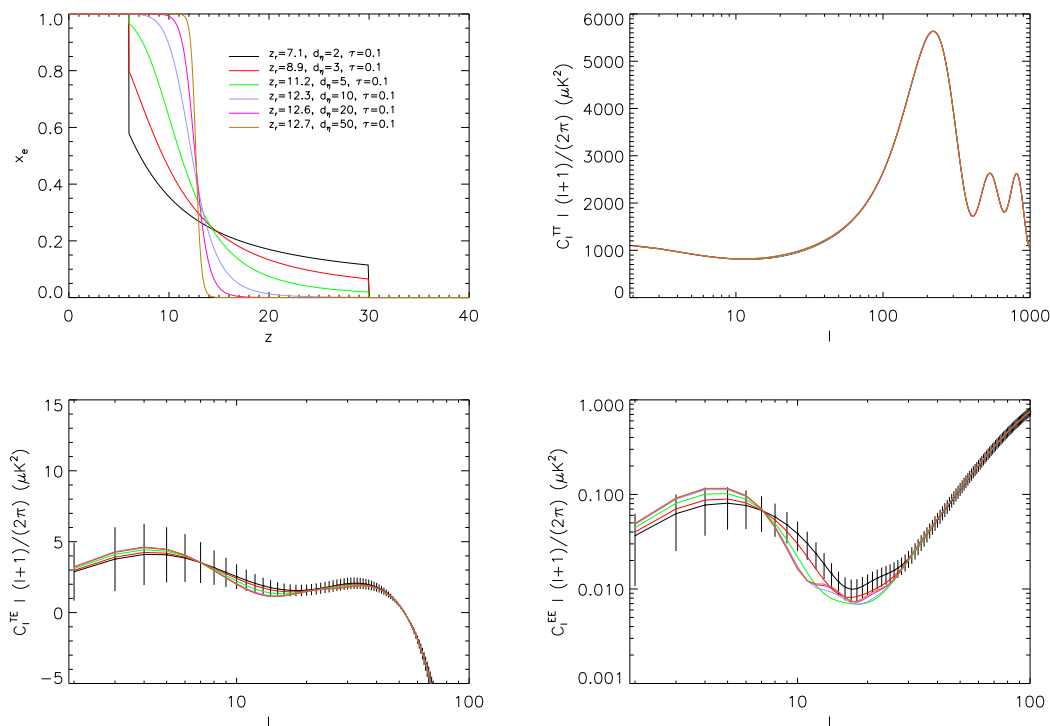 1.0
0.8
0.6
0.4
0.2
0.0
x_e
z_r=7.1, d_η=2, τ=0.1
z_r=8.9, d_η=3, τ=0.1
z_r=11.2, d_η=5, τ=0.1
z_r=12.3, d_η=10, τ=0.1
z_r=12.6, d_η=20, τ=0.1
z_r=12.7, d_η=50, τ=0.1
0 10 20 30 40
z
6000
5000
4000
3000
2000
1000
0
C_l^TT l (l+1)/(2π) (μK²)
10 100 1000
l
15
10
5
0
−5
C_l^TE l (l+1)/(2π) (μK²)
10 100
l
1.000
0.100
0.010
0.001
C_l^EE l (l+1)/(2π) (μK²)
10 100
l